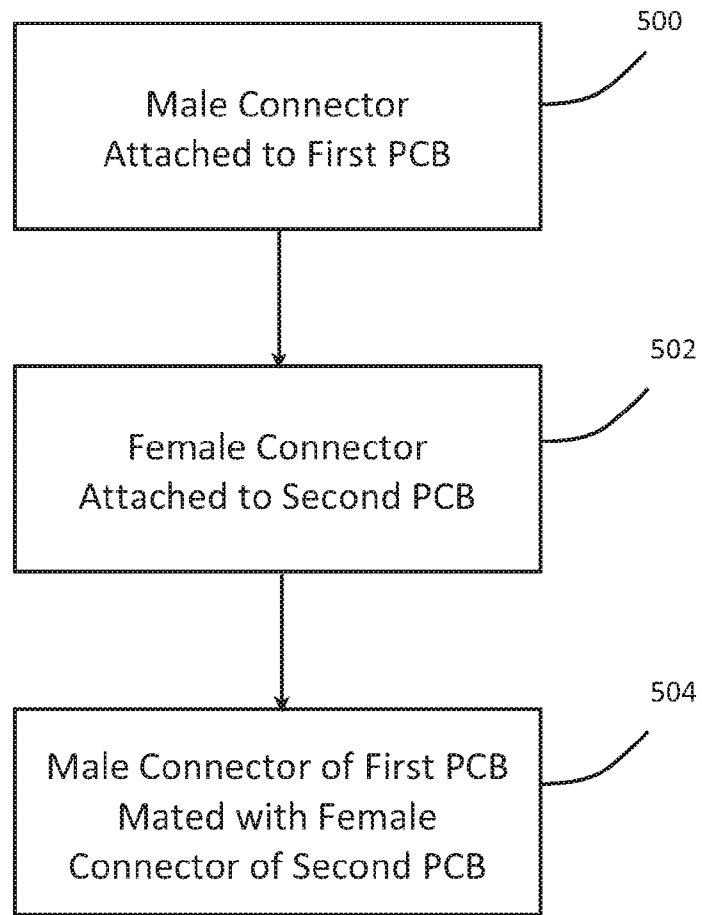 500
Male Connector
Attached to First PCB
502
Female Connector
Attached to Second PCB
504
Male Connector of First PCB
Mated with Female
Connector of Second PCB